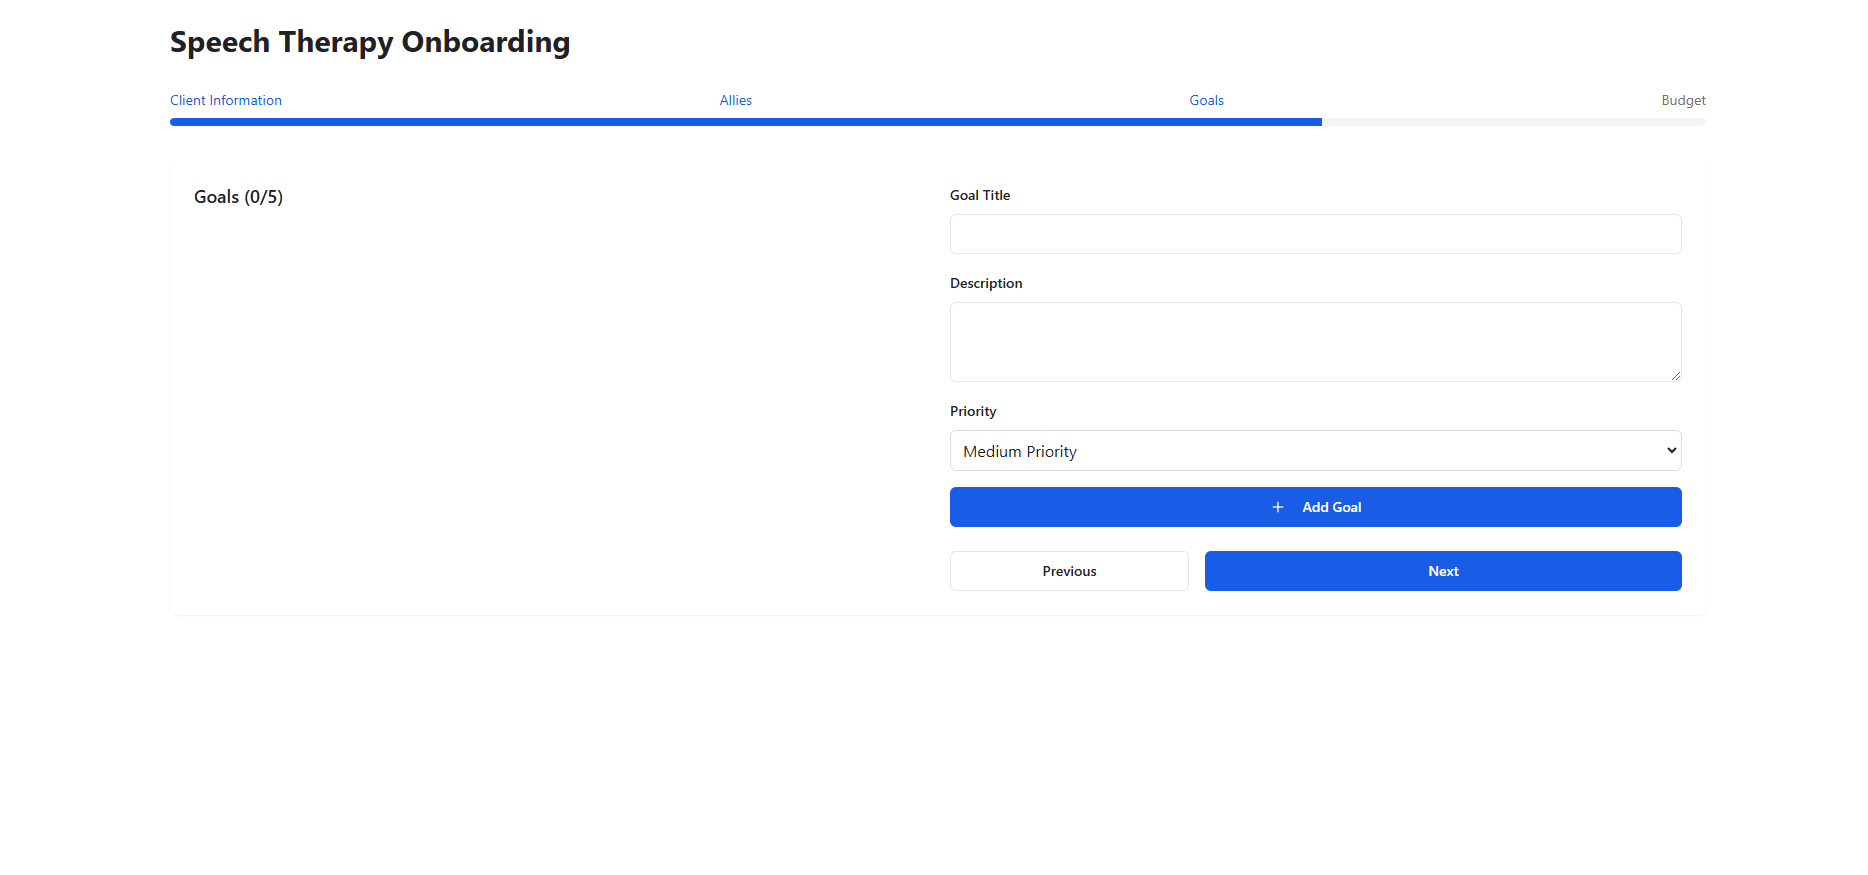 Speech Therapy Onboarding
Client Information
Allies
Goals
Budget
Goals (0/5)
Goal Title
Description
Priority
Medium Priority
Add Goal
Previous
Next